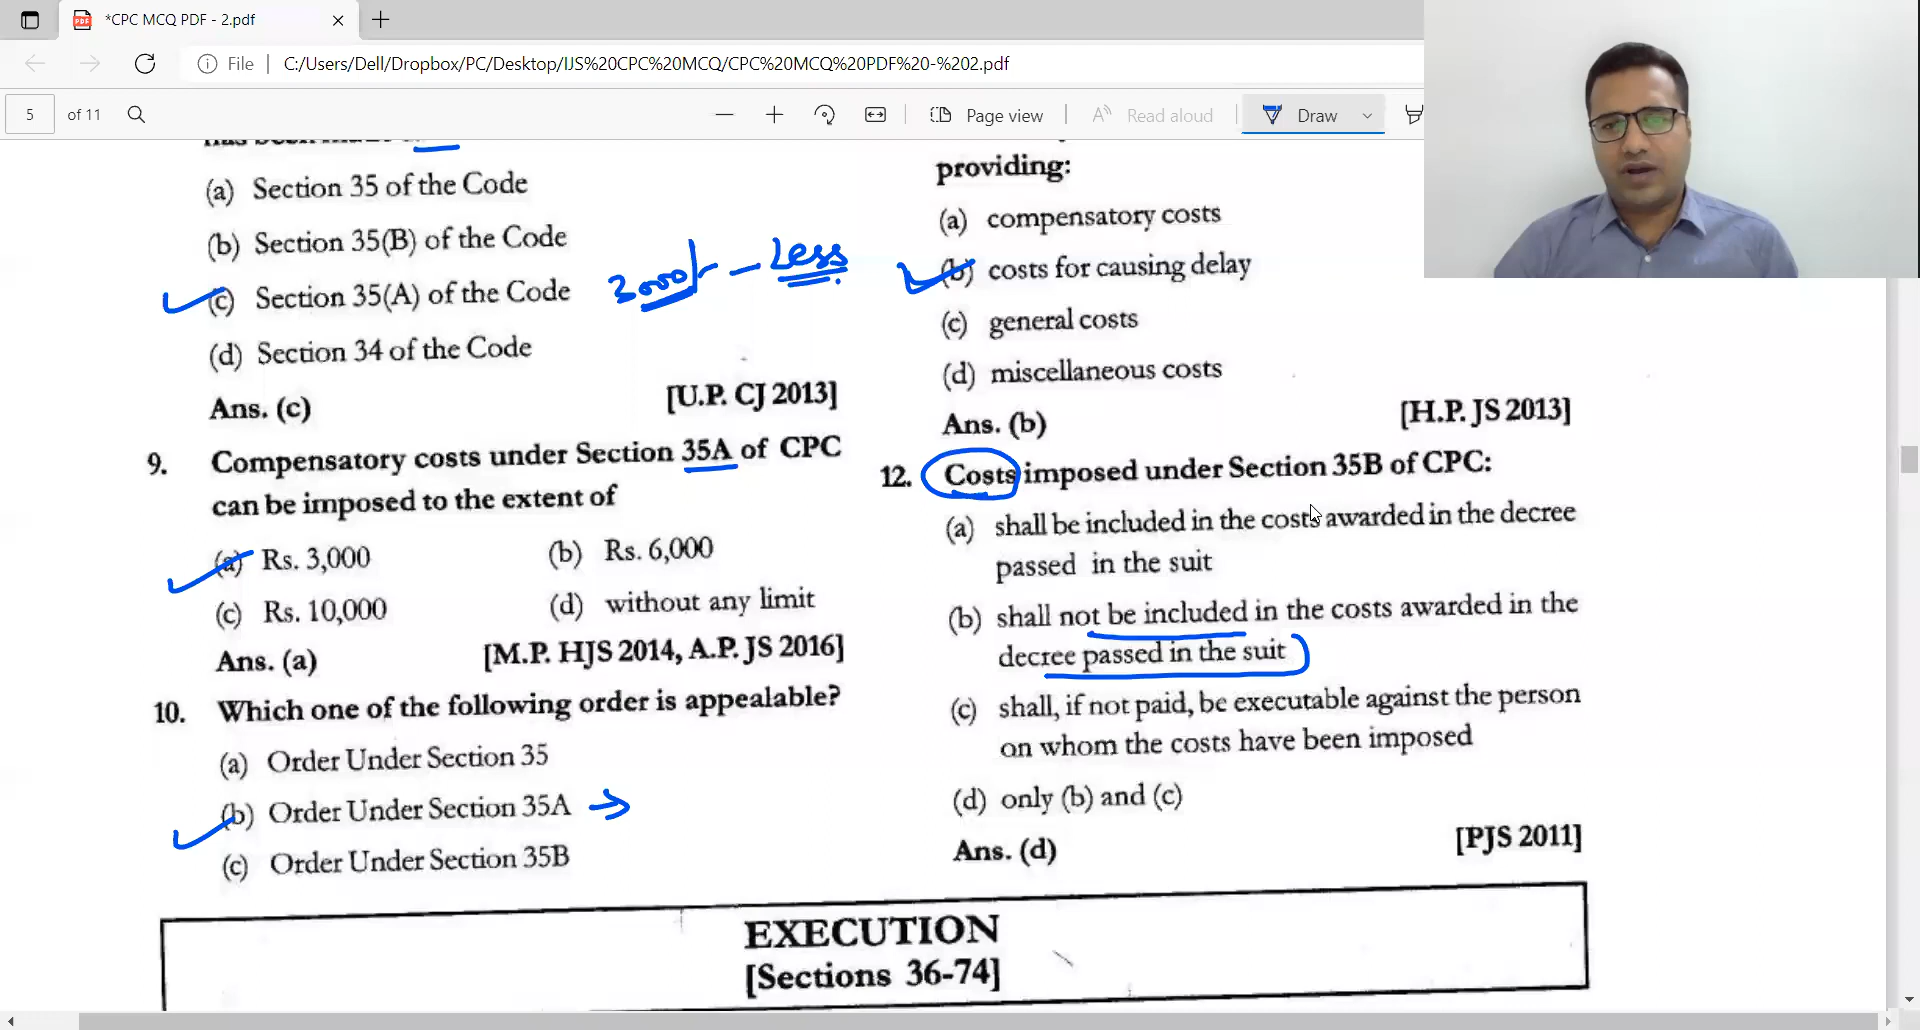 *CPC MCQ PDF - 2.pdf
File
C:/Users/Dell/Dropbox/PC/Desktop/IJS%20CPC%20MCQ/CPC%20MCQ%20PDF%20-%202.pdf
5 of 11
Page view
Read aloud
Draw
(a) Section 35 of the Code
(b) Section 35(B) of the Code
(c) Section 35(A) of the Code
3000/- – Less
(d) Section 34 of the Code
Ans. (c) [U.P. CJ 2013]
9. Compensatory costs under Section 35A of CPC
can be imposed to the extent of
(a) Rs. 3,000 (b) Rs. 6,000
(c) Rs. 10,000 (d) without any limit
Ans. (a) [M.P. HJS 2014, A.P. JS 2016]
10. Which one of the following order is appealable?
(a) Order Under Section 35
(b) Order Under Section 35A →
(c) Order Under Section 35B
providing:
(a) compensatory costs
(b) costs for causing delay
(c) general costs
(d) miscellaneous costs
Ans. (b) [H.P. JS 2013]
12. Costs imposed under Section 35B of CPC:
(a) shall be included in the costs awarded in the decree
passed in the suit
(b) shall not be included in the costs awarded in the
decree passed in the suit
(c) shall, if not paid, be executable against the person
on whom the costs have been imposed
(d) only (b) and (c)
Ans. (d) [PJS 2011]
EXECUTION
[Sections 36-74]